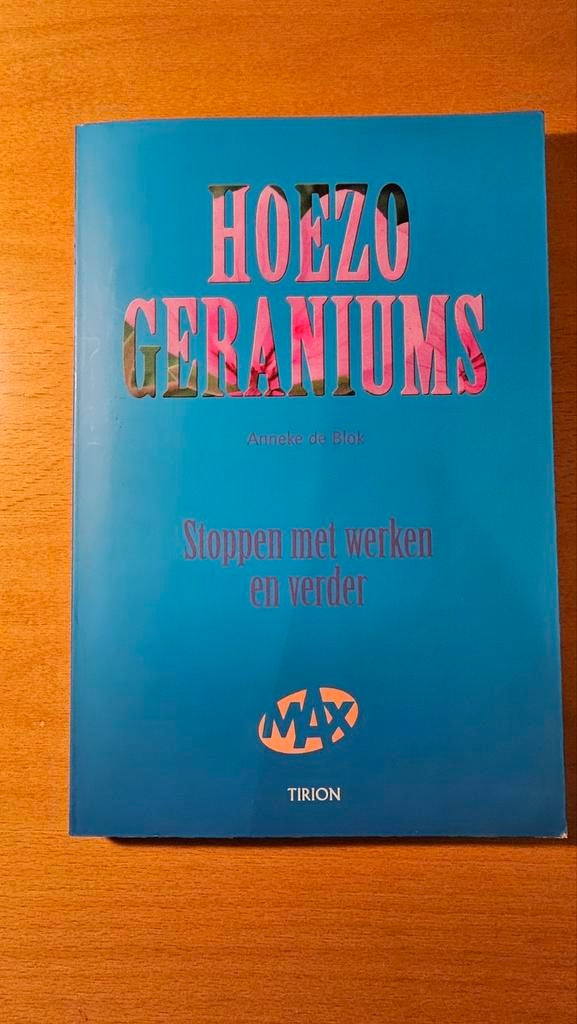 HOEZO
GERANIUMS
Anneke de Blok
Stoppen met werken
en verder
MAX
TIRION